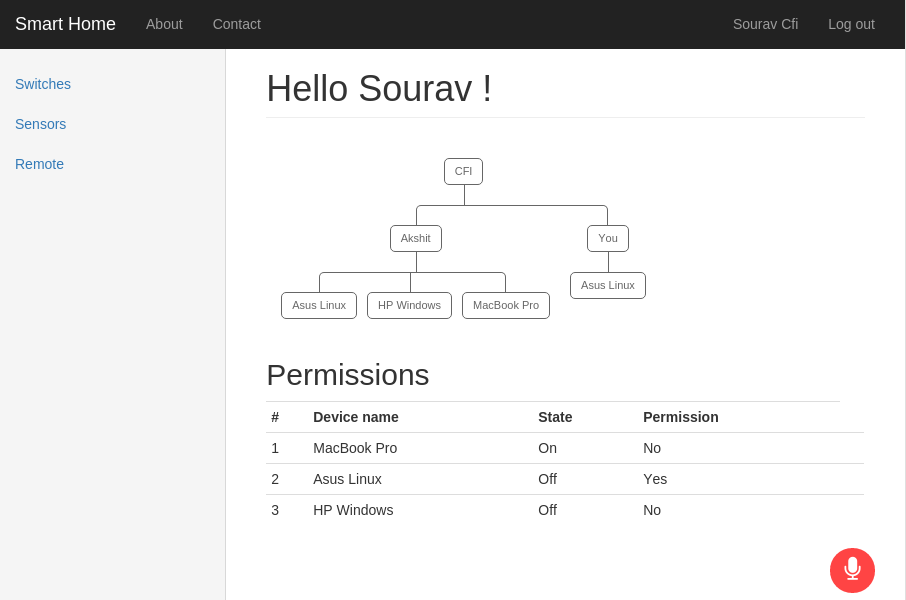 Smart Home About Contact Sourav Cfi Log out
Switches
Sensors
Remote
Hello Sourav !
CFI
Akshit You
Asus Linux
Asus Linux HP Windows MacBook Pro
Permissions
# Device name State Permission
1 MacBook Pro On No
2 Asus Linux Off Yes
3 HP Windows Off No